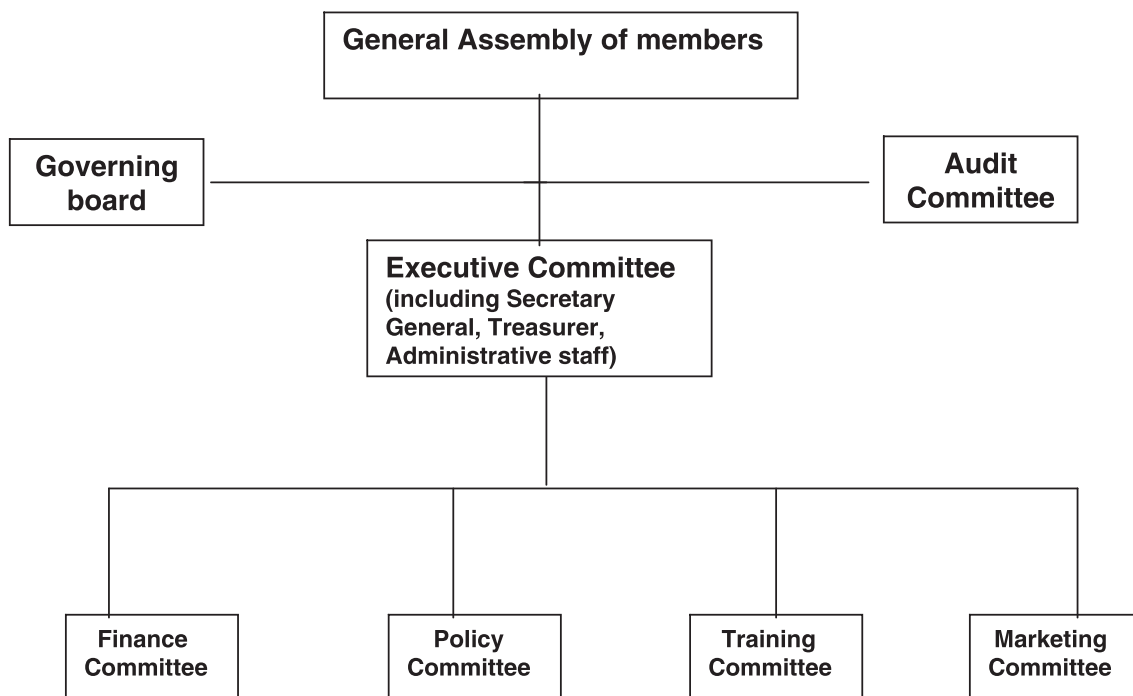 General Assembly of members
Governing
board
Audit
Committee
Executive Committee
(including Secretary
General, Treasurer,
Administrative staff)
Finance
Committee
Policy
Committee
Training
Committee
Marketing
Committee